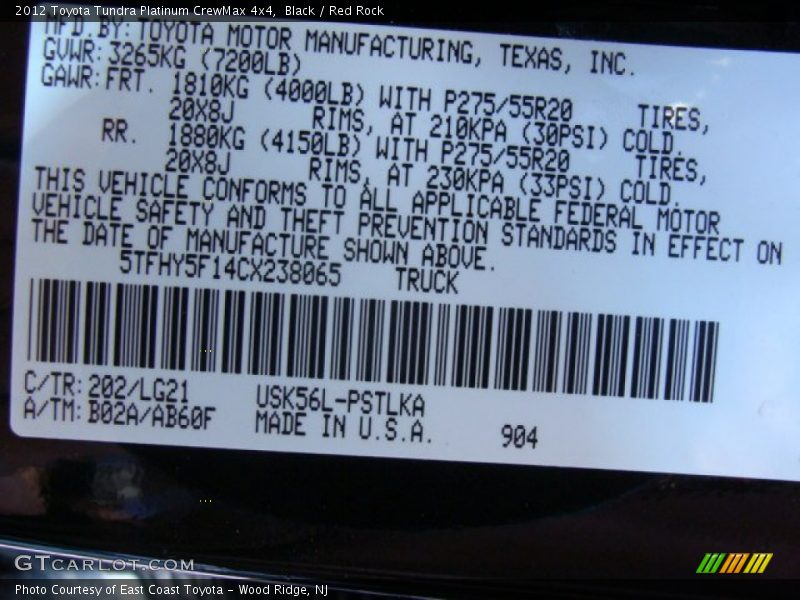 2012 Toyota Tundra Platinum CrewMax 4x4, Black / Red Rock
MFD. BY: TOYOTA MOTOR MANUFACTURING, TEXAS, INC.
GVWR: 3265KG (7200LB)
GAWR: FRT. 1810KG (4000LB) WITH P275/55R20 TIRES,
20X8J RIMS, AT 210KPA (30PSI) COLD.
RR. 1880KG (4150LB) WITH P275/55R20 TIRES,
20X8J RIMS, AT 230KPA (33PSI) COLD.
THIS VEHICLE CONFORMS TO ALL APPLICABLE FEDERAL MOTOR
VEHICLE SAFETY AND THEFT PREVENTION STANDARDS IN EFFECT ON
THE DATE OF MANUFACTURE SHOWN ABOVE.
5TFHY5F14CX238065 TRUCK
C/TR: 202/LG21 USK56L-PSTLKA
A/TM: B02A/AB60F MADE IN U.S.A. 904
GTCARLOT.COM
Photo Courtesy of East Coast Toyota - Wood Ridge, NJ